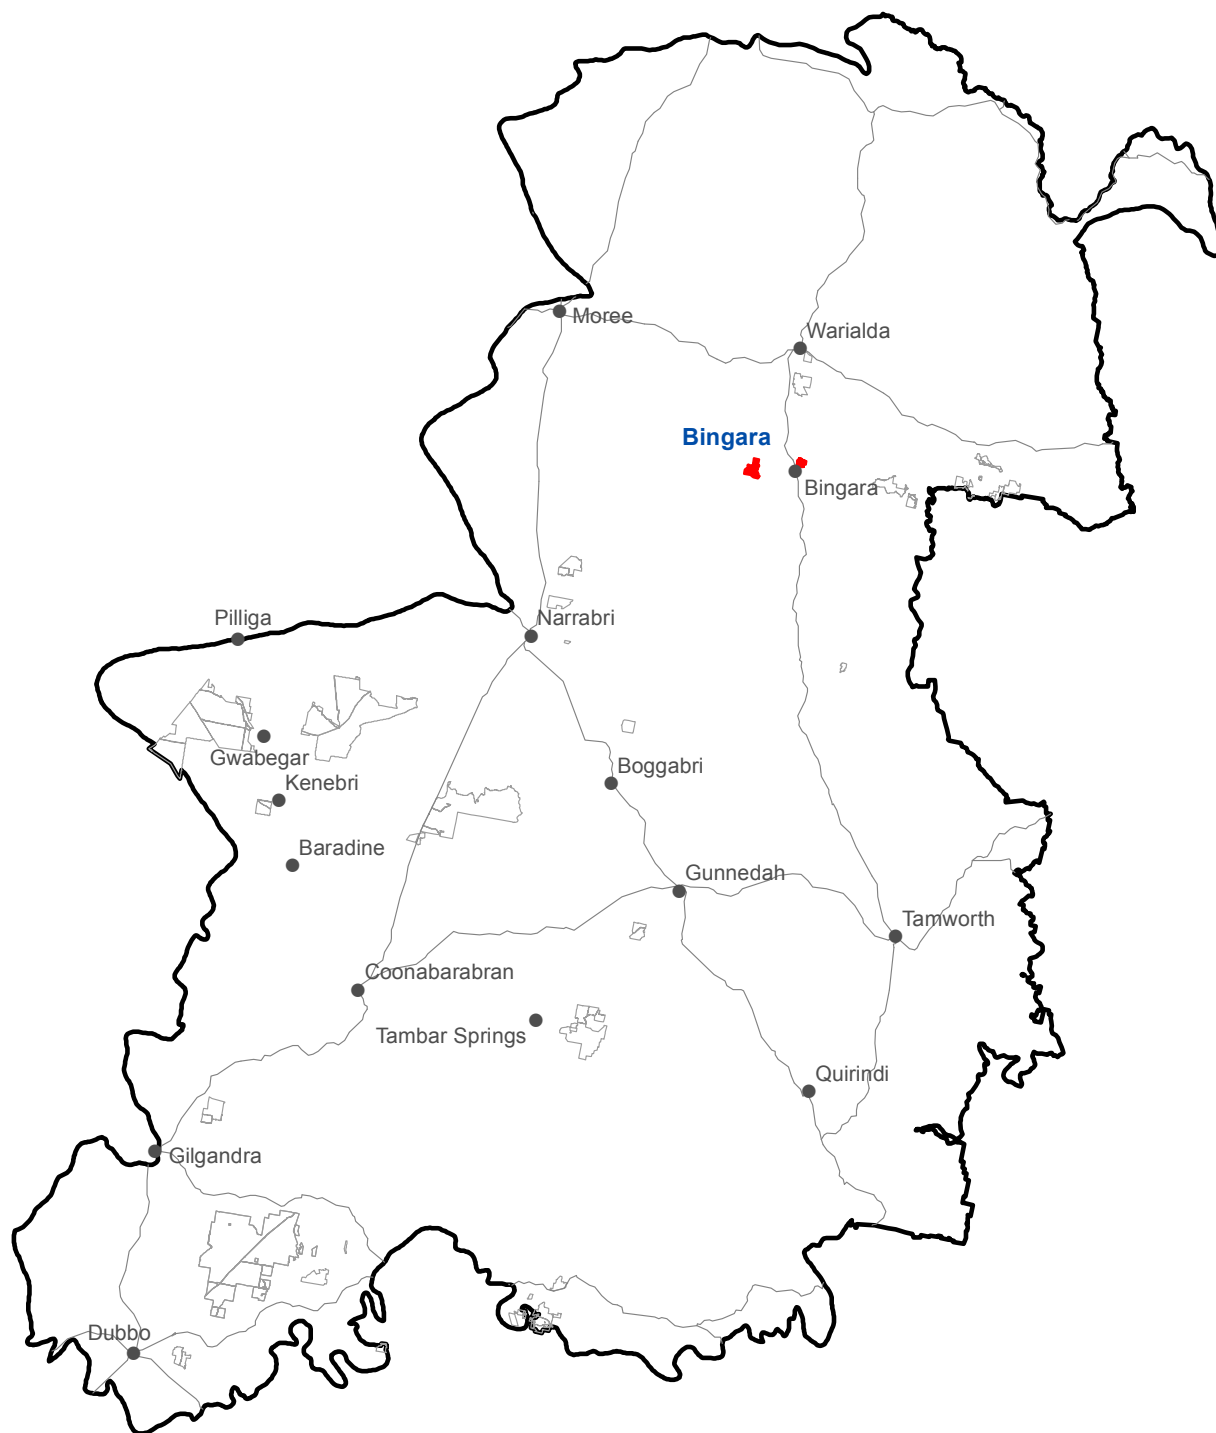 Moree
Warialda
Bingara
Bingara
Pilliga
Narrabri
Gwabegar
Boggabri
Kenebri
Baradine
Gunnedah
Tamworth
Coonabarabran
Tambar Springs
Quirindi
Gilgandra
Dubbo